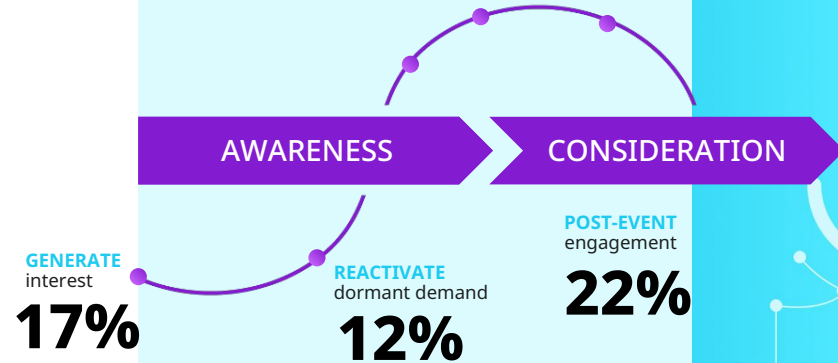 AWARENESS
CONSIDERATION
GENERATE
interest
17%
REACTIVATE
dormant demand
12%
POST-EVENT
engagement
22%